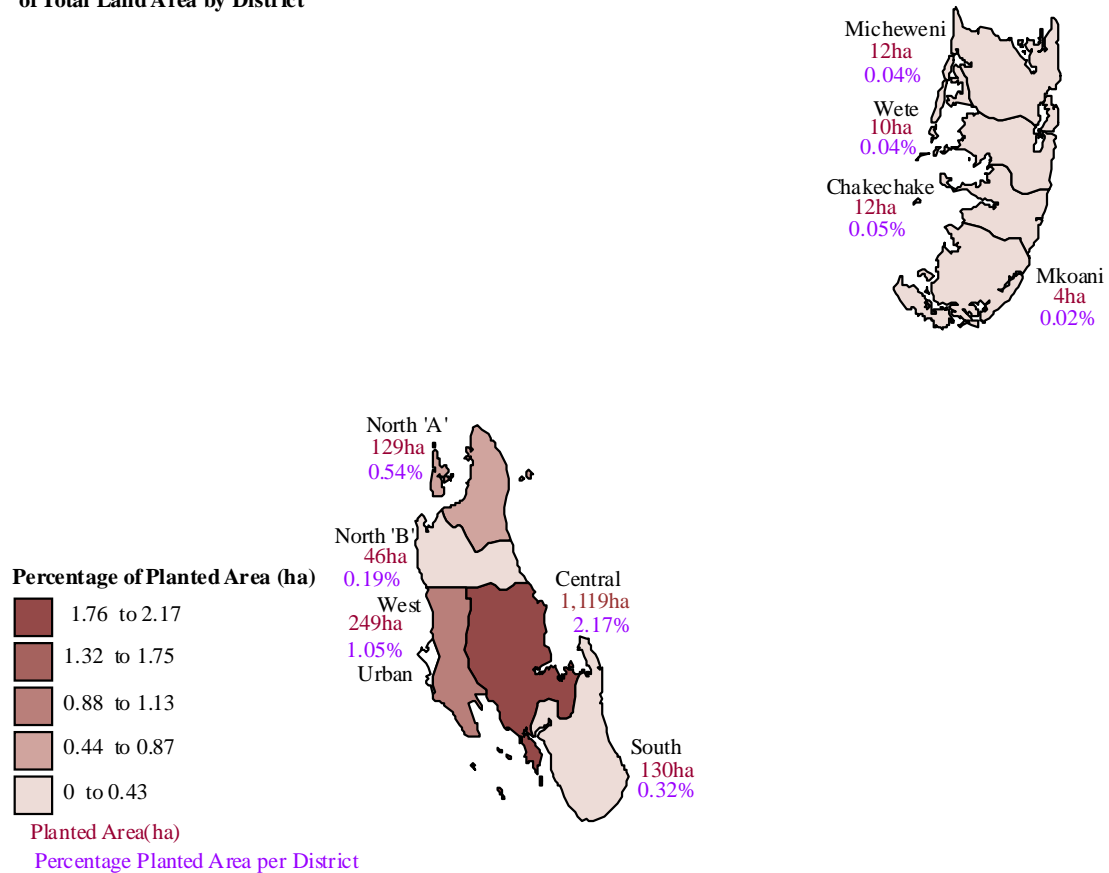 of Total Land Area by District
Micheweni
12ha
0.04%
Wete
10ha
0.04%
Chakechake
12ha
0.05%
Mkoani
4ha
0.02%
North 'A'
129ha
0.54%
North 'B'
46ha
0.19%
Central
1,119ha
2.17%
West
249ha
1.05%
Urban
South
130ha
0.32%
Percentage of Planted Area (ha)
1.76 to 2.17
1.32 to 1.75
0.88 to 1.13
0.44 to 0.87
0 to 0.43
Planted Area(ha)
Percentage Planted Area per District